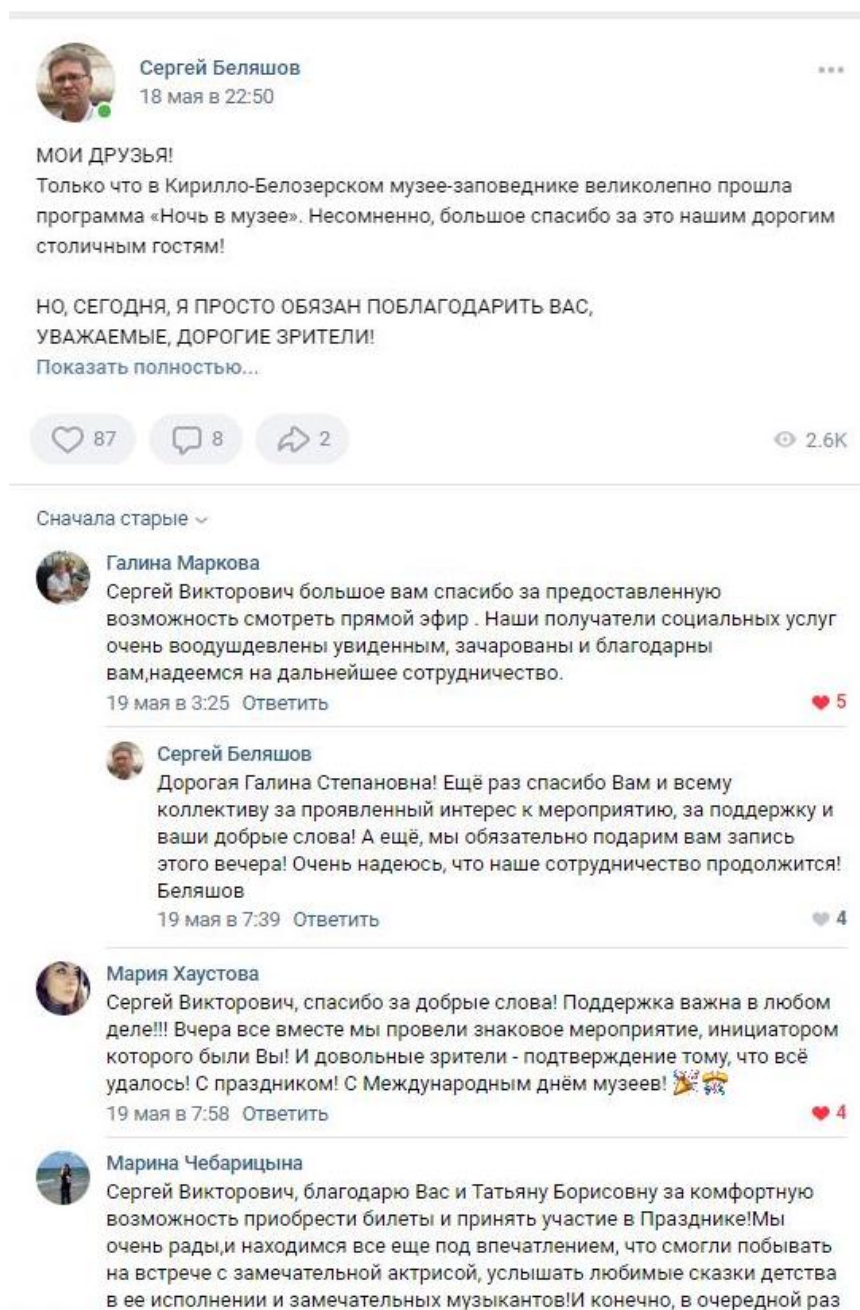 Сергей Беляшов
18 мая в 22:50
МОИ ДРУЗЬЯ!
Только что в Кирилло-Белозерском музее-заповеднике великолепно прошла
программа «Ночь в музее». Несомненно, большое спасибо за это нашим дорогим
столичным гостям!
НО, СЕГОДНЯ, Я ПРОСТО ОБЯЗАН ПОБЛАГОДАРИТЬ ВАС,
УВАЖАЕМЫЕ, ДОРОГИЕ ЗРИТЕЛИ!
Показать полностью...
87 8 2 2.6K
Сначала старые
Галина Маркова
Сергей Викторович большое вам спасибо за предоставленную
возможность смотреть прямой эфир . Наши получатели социальных услуг
очень воодушдевлены увиденным, зачарованы и благодарны
вам,надеемся на дальнейшее сотрудничество.
19 мая в 3:25 Ответить 5
Сергей Беляшов
Дорогая Галина Степановна! Ещё раз спасибо Вам и всему
коллективу за проявленный интерес к мероприятию, за поддержку и
ваши добрые слова! А ещё, мы обязательно подарим вам запись
этого вечера! Очень надеюсь, что наше сотрудничество продолжится!
Беляшов
19 мая в 7:39 Ответить 4
Мария Хаустова
Сергей Викторович, спасибо за добрые слова! Поддержка важна в любом
деле!!! Вчера все вместе мы провели знаковое мероприятие, инициатором
которого были Вы! И довольные зрители - подтверждение тому, что всё
удалось! С праздником! С Международным днём музеев! 🎉🎊
19 мая в 7:58 Ответить 4
Марина Чебарицына
Сергей Викторович, благодарю Вас и Татьяну Борисовну за комфортную
возможность приобрести билеты и принять участие в Празднике!Мы
очень рады,и находимся все еще под впечатлением, что смогли побывать
на встрече с замечательной актрисой, услышать любимые сказки детства
в ее исполнении и замечательных музыкантов!И конечно, в очередной раз